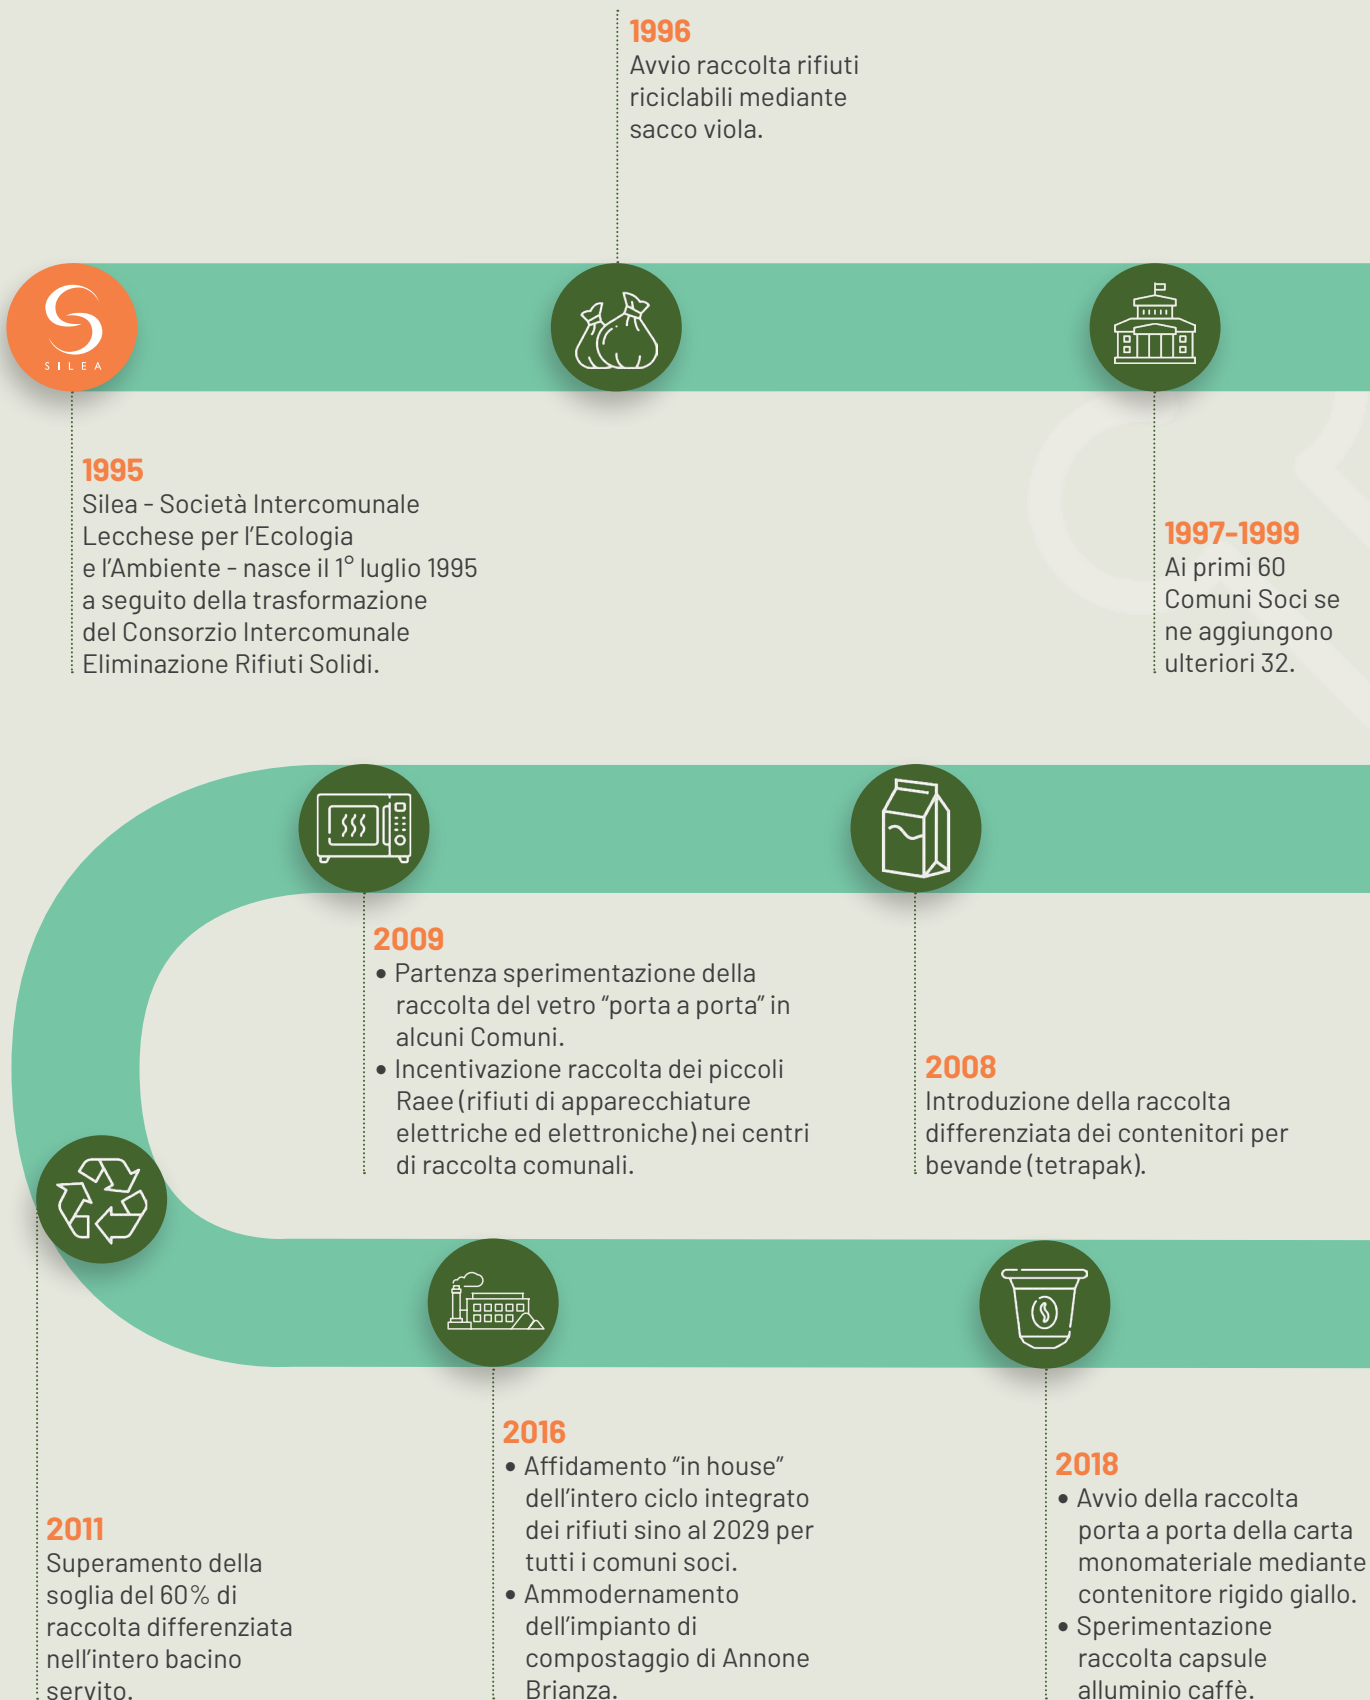 1996
Avvio raccolta rifiuti
riciclabili mediante
sacco viola.
SILEA
1995
Silea - Società Intercomunale
Lecchese per l'Ecologia
e l'Ambiente - nasce il 1° luglio 1995
a seguito della trasformazione
del Consorzio Intercomunale
Eliminazione Rifiuti Solidi.
1997-1999
Ai primi 60
Comuni Soci se
ne aggiungono
ulteriori 32.
2009
• Partenza sperimentazione della
raccolta del vetro “porta a porta” in
alcuni Comuni.
• Incentivazione raccolta dei piccoli
Raee (rifiuti di apparecchiature
elettriche ed elettroniche) nei centri
di raccolta comunali.
2008
Introduzione della raccolta
differenziata dei contenitori per
bevande (tetrapak).
2011
Superamento della
soglia del 60% di
raccolta differenziata
nell'intero bacino
servito.
2016
• Affidamento “in house”
dell'intero ciclo integrato
dei rifiuti sino al 2029 per
tutti i comuni soci.
• Ammodernamento
dell'impianto di
compostaggio di Annone
Brianza.
2018
• Avvio della raccolta
porta a porta della carta
monomateriale mediante
contenitore rigido giallo.
• Sperimentazione
raccolta capsule
alluminio caffè.